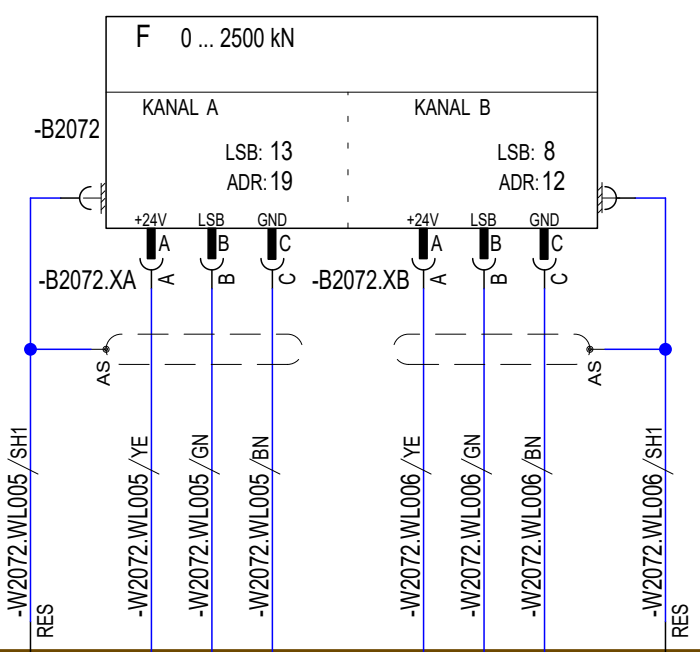 F 0 ... 2500 kN
KANAL A KANAL B
-B2072
LSB: 13 LSB: 8
ADR: 19 ADR: 12
+24V LSB GND +24V LSB GND
A B C A B C
-B2072.XA A B C -B2072.XB A B C
AS AS
-W2072.WL005 /SH1
-W2072.WL005 /YE
-W2072.WL005 /GN
-W2072.WL005 /BN
-W2072.WL006 /YE
-W2072.WL006 /GN
-W2072.WL006 /BN
-W2072.WL006 /SH1
RES RES